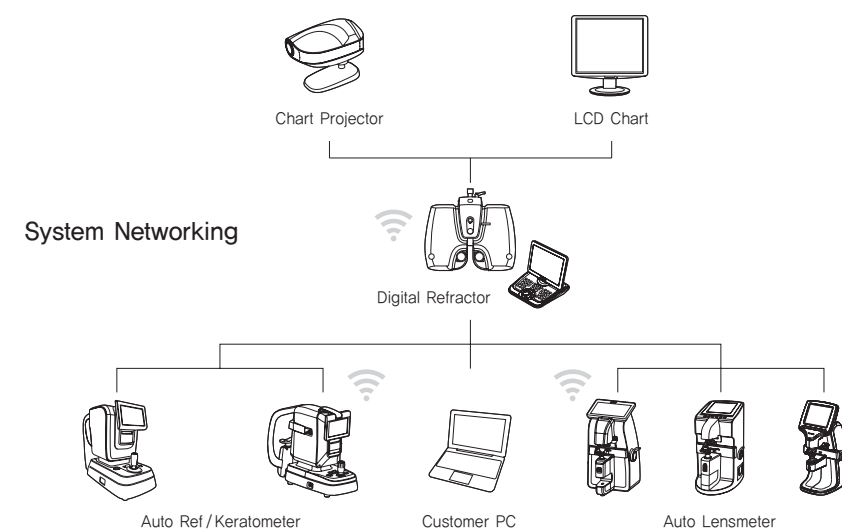 Chart Projector
LCD Chart
System Networking
Digital Refractor
Auto Ref / Keratometer
Customer PC
Auto Lensmeter